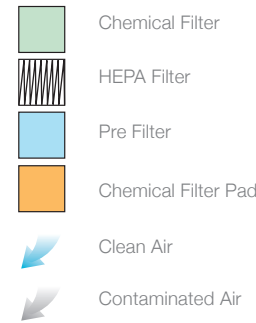 Chemical Filter
HEPA Filter
Pre Filter
Chemical Filter Pad
Clean Air
Contaminated Air